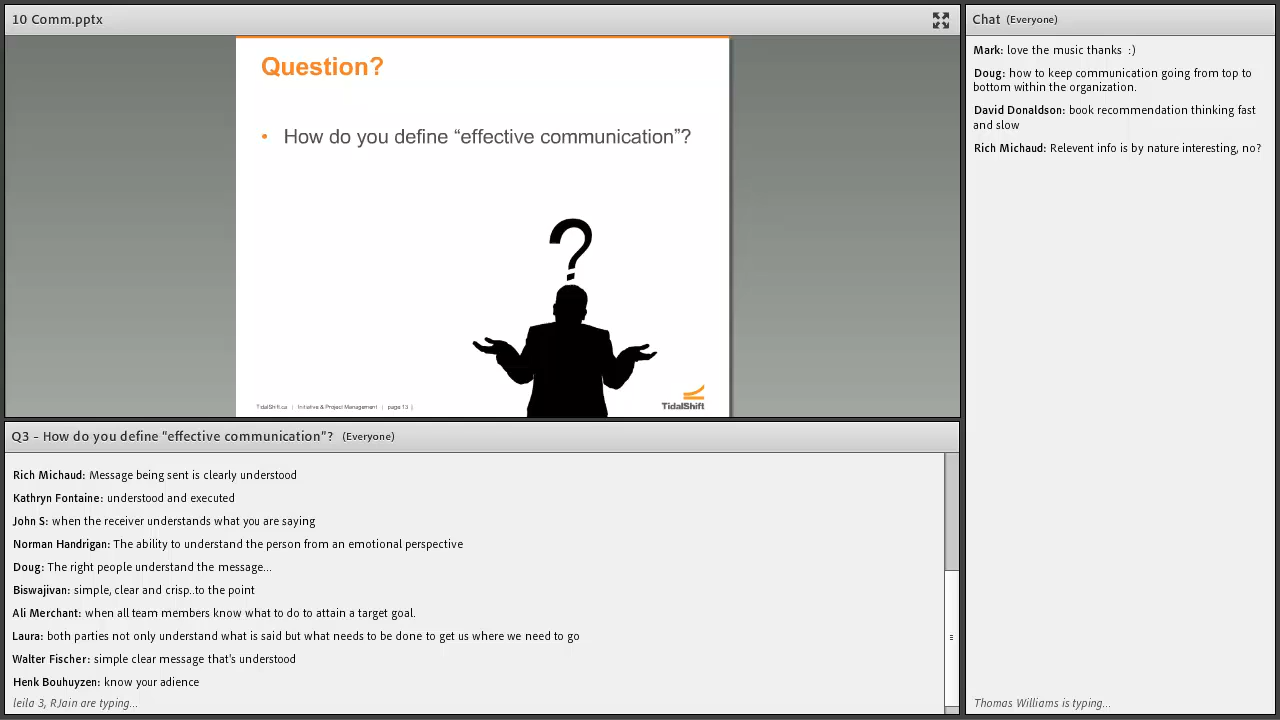 10 Comm.pptx
Question?
• How do you define “effective communication”?
?
TidalShift.ca | Initiative & Project Management | page 13 |
TidalShift
Q3 - How do you define “effective communication”? (Everyone)
Rich Michaud: Message being sent is clearly understood
Kathryn Fontaine: understood and executed
John S: when the receiver understands what you are saying
Norman Handrigan: The ability to understand the person from an emotional perspective
Doug: The right people understand the message...
Biswajivan: simple, clear and crisp..to the point
Ali Merchant: when all team members know what to do to attain a target goal.
Laura: both parties not only understand what is said but what needs to be done to get us where we need to go
Walter Fischer: simple clear message that's understood
Henk Bouhuyzen: know your adience
leila 3, RJain are typing...
Chat (Everyone)
Mark: love the music thanks :)
Doug: how to keep communication going from top to
bottom within the organization.
David Donaldson: book recommendation thinking fast
and slow
Rich Michaud: Relevent info is by nature interesting, no?
Thomas Williams is typing...